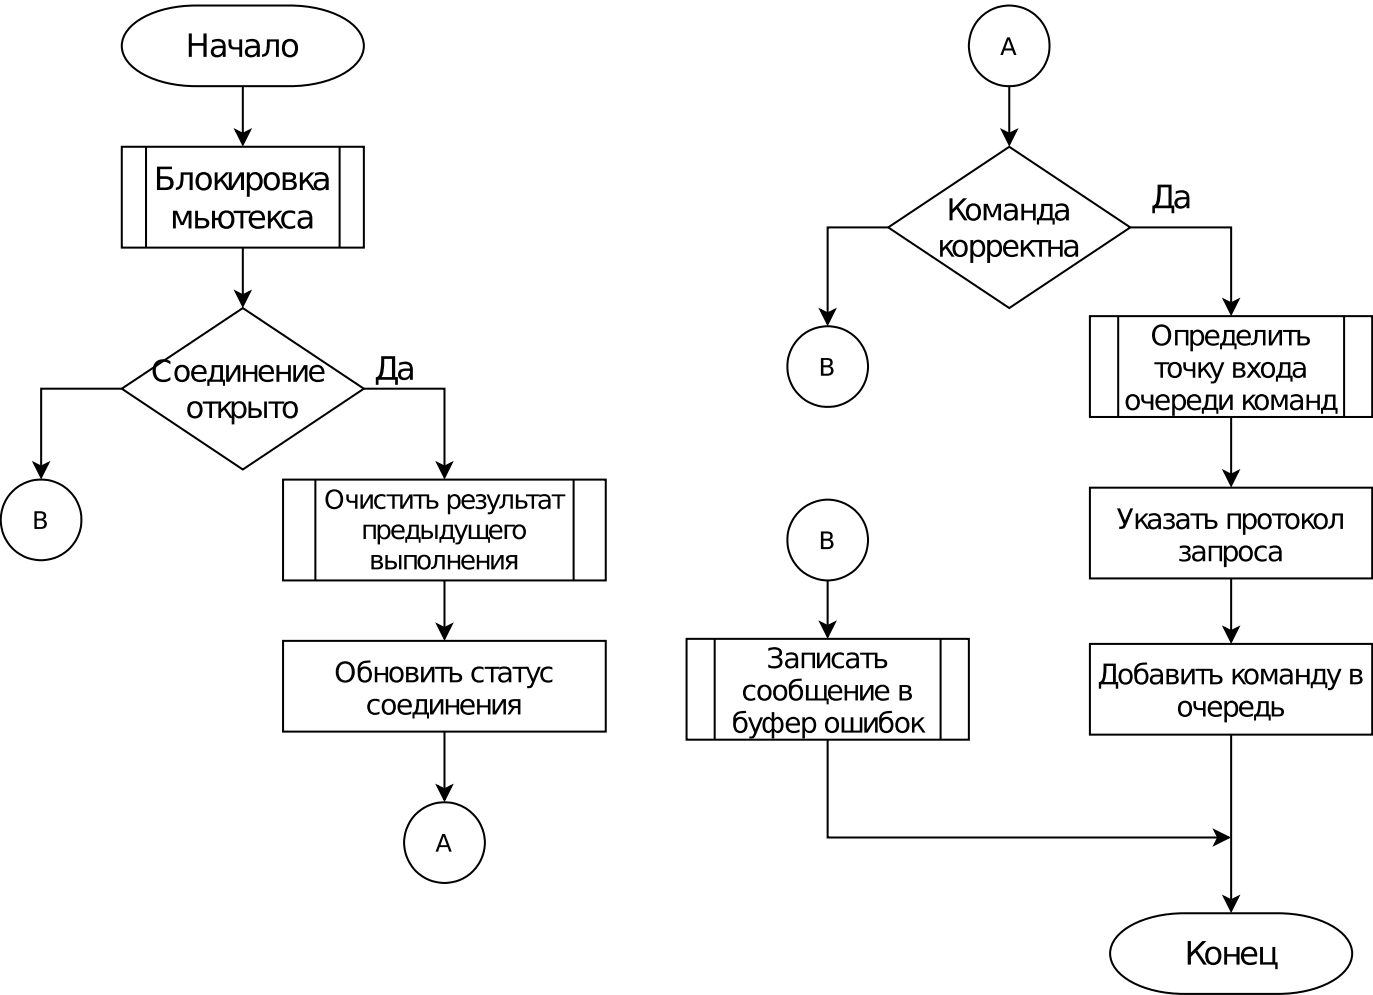 Начало
Блокировка
мьютекса
Соединение
открыто
Да
B
Очистить результат
предыдущего
выполнения
Обновить статус
соединения
A
A
Команда
корректна
Да
B
Определить
точку входа
очереди команд
Указать протокол
запроса
Добавить команду в
очередь
B
Записать
сообщение в
буфер ошибок
Конец